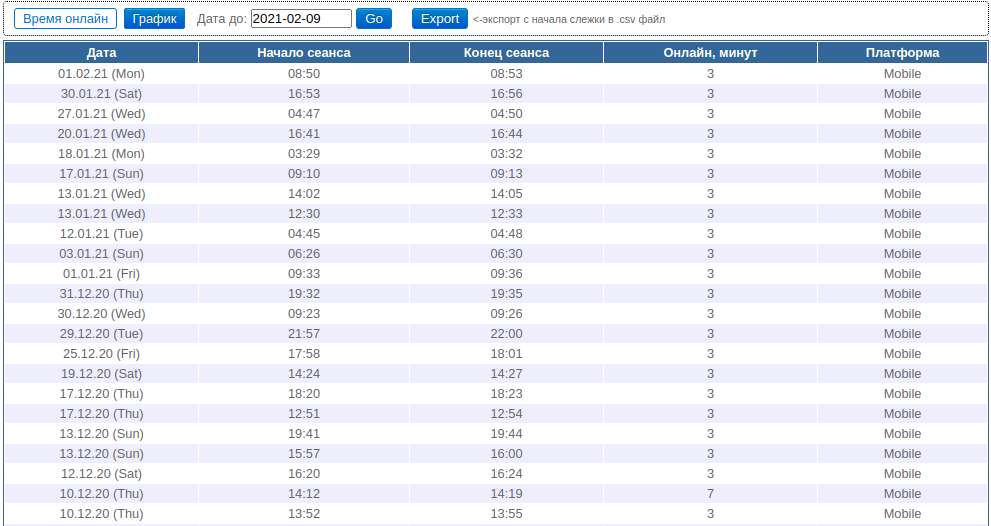 Время онлайн График Дата до: 2021-02-09 Go Export <-экспорт с начала слежки в .csv файл
Дата Начало сеанса Конец сеанса Онлайн, минут Платформа
01.02.21 (Mon) 08:50 08:53 3 Mobile
30.01.21 (Sat) 16:53 16:56 3 Mobile
27.01.21 (Wed) 04:47 04:50 3 Mobile
20.01.21 (Wed) 16:41 16:44 3 Mobile
18.01.21 (Mon) 03:29 03:32 3 Mobile
17.01.21 (Sun) 09:10 09:13 3 Mobile
13.01.21 (Wed) 14:02 14:05 3 Mobile
13.01.21 (Wed) 12:30 12:33 3 Mobile
12.01.21 (Tue) 04:45 04:48 3 Mobile
03.01.21 (Sun) 06:26 06:30 3 Mobile
01.01.21 (Fri) 09:33 09:36 3 Mobile
31.12.20 (Thu) 19:32 19:35 3 Mobile
30.12.20 (Wed) 09:23 09:26 3 Mobile
29.12.20 (Tue) 21:57 22:00 3 Mobile
25.12.20 (Fri) 17:58 18:01 3 Mobile
19.12.20 (Sat) 14:24 14:27 3 Mobile
17.12.20 (Thu) 18:20 18:23 3 Mobile
17.12.20 (Thu) 12:51 12:54 3 Mobile
13.12.20 (Sun) 19:41 19:44 3 Mobile
13.12.20 (Sun) 15:57 16:00 3 Mobile
12.12.20 (Sat) 16:20 16:24 3 Mobile
10.12.20 (Thu) 14:12 14:19 7 Mobile
10.12.20 (Thu) 13:52 13:55 3 Mobile